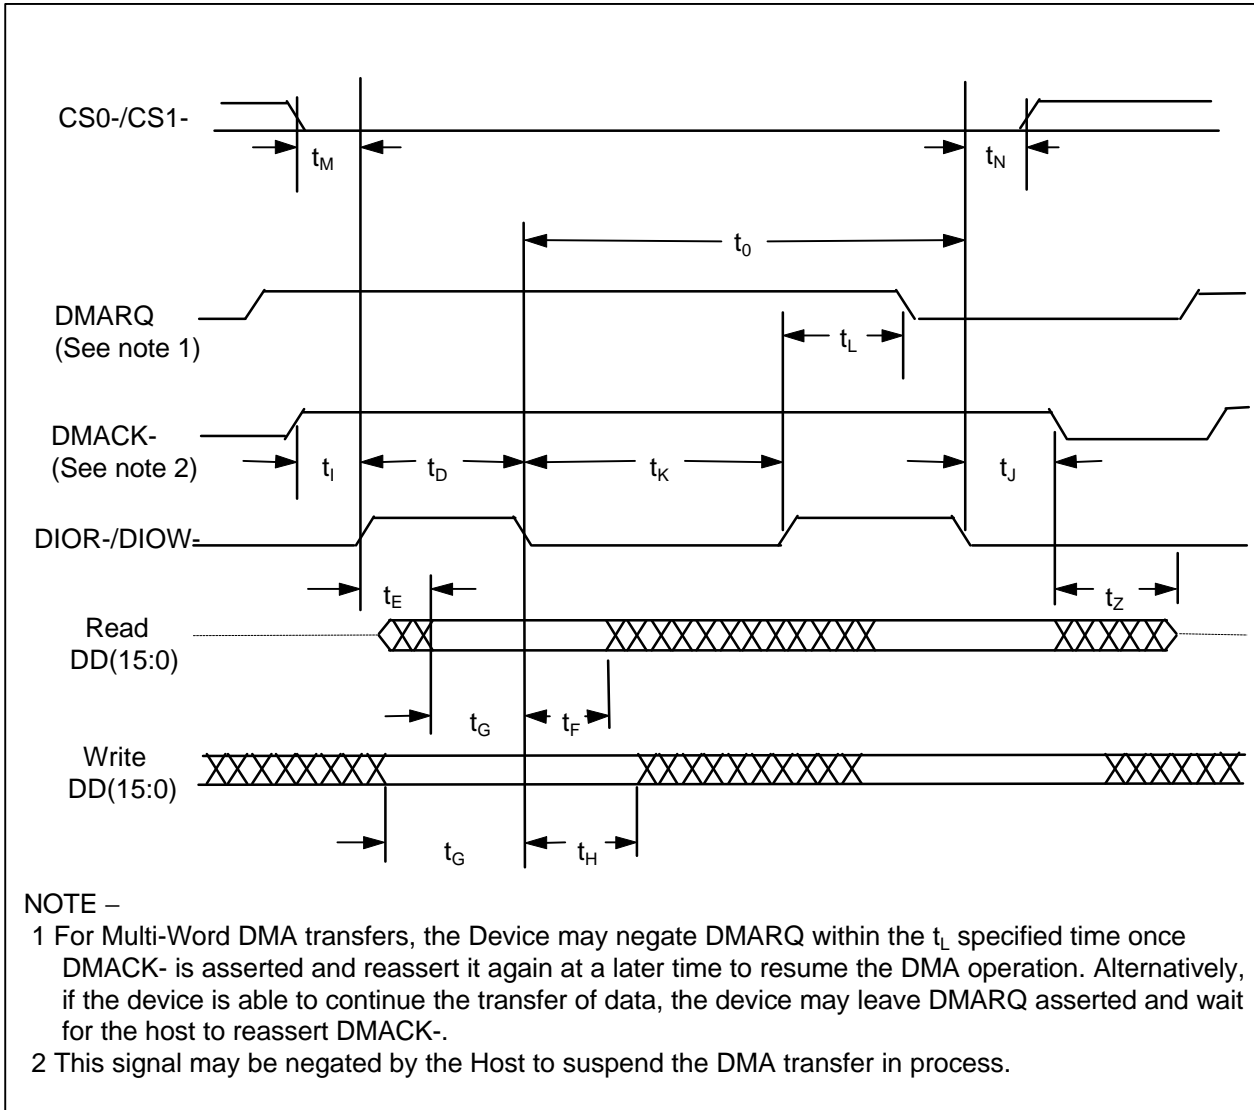 CS0-/CS1-
tM
tN
t0
DMARQ
(See note 1)
tL
DMACK-
(See note 2)
tI
tD
tK
tJ
DIOR-/DIOW-
tE
tZ
Read
DD(15:0)
tG
tF
Write
DD(15:0)
tG
tH
NOTE –
1 For Multi-Word DMA transfers, the Device may negate DMARQ within the tL specified time once
DMACK- is asserted and reassert it again at a later time to resume the DMA operation. Alternatively,
if the device is able to continue the transfer of data, the device may leave DMARQ asserted and wait
for the host to reassert DMACK-.
2 This signal may be negated by the Host to suspend the DMA transfer in process.